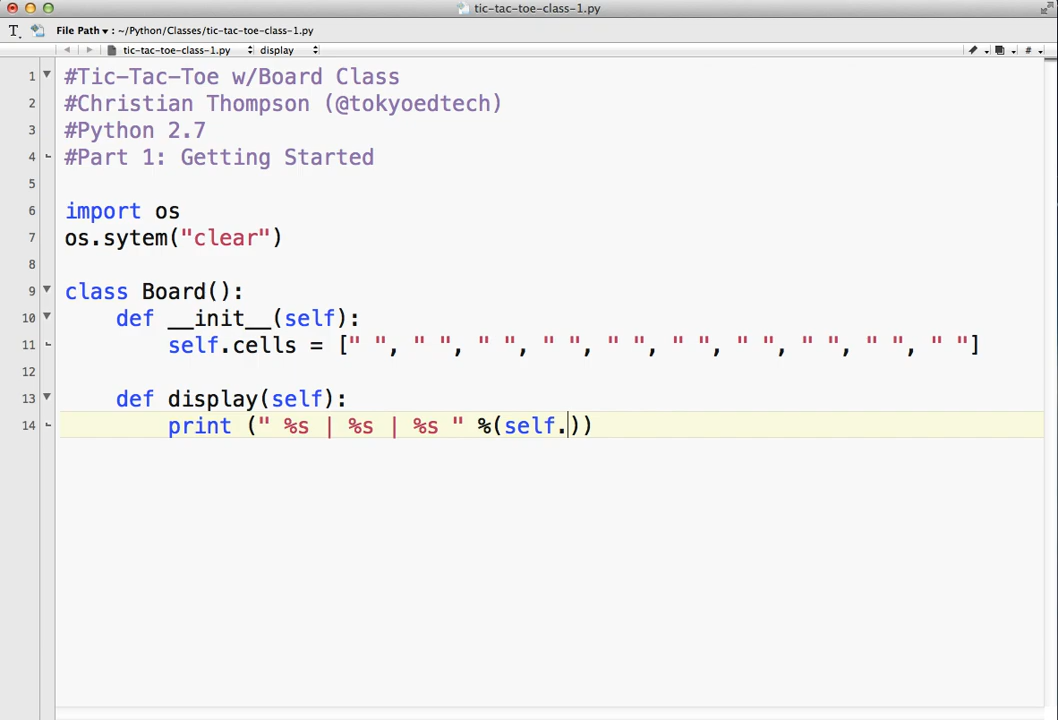 tic-tac-toe-class-1.py
T. File Path ▾ : ~/Python/Classes/tic-tac-toe-class-1.py
tic-tac-toe-class-1.py display #
1 #Tic-Tac-Toe w/Board Class
2 #Christian Thompson (@tokyoedtech)
3 #Python 2.7
4 #Part 1: Getting Started
5
6 import os
7 os.sytem("clear")
8
9 class Board():
10 def __init__(self):
11 self.cells = [" ", " ", " ", " ", " ", " ", " ", " ", " ", " "]
12
13 def display(self):
14 print (" %s | %s | %s " %(self.))